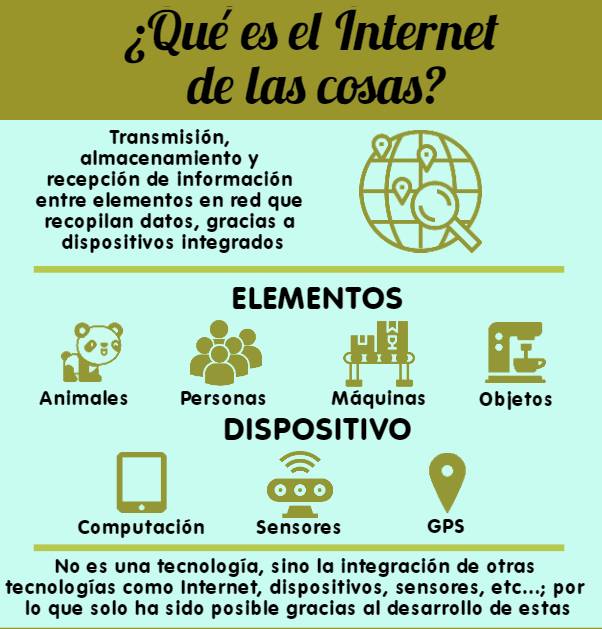 ¿Qué es el Internet
de las cosas?
Transmisión,
almacenamiento y
recepción de información
entre elementos en red que
recopilan datos, gracias a
dispositivos integrados
ELEMENTOS
Animales Personas Máquinas Objetos
DISPOSITIVO
Computación Sensores GPS
No es una tecnología, sino la integración de otras
tecnologías como Internet, dispositivos, sensores, etc...; por
lo que solo ha sido posible gracias al desarrollo de estas